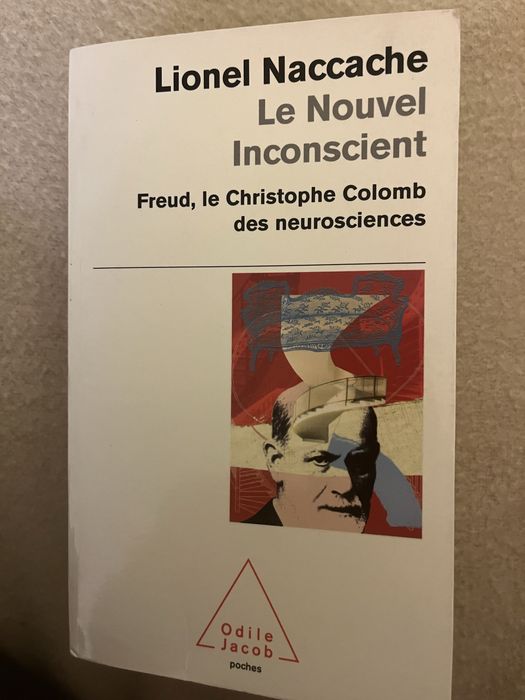 Lionel Naccache
Le Nouvel
Inconscient
Freud, le Christophe Colomb
des neurosciences
Odile
Jacob
poches